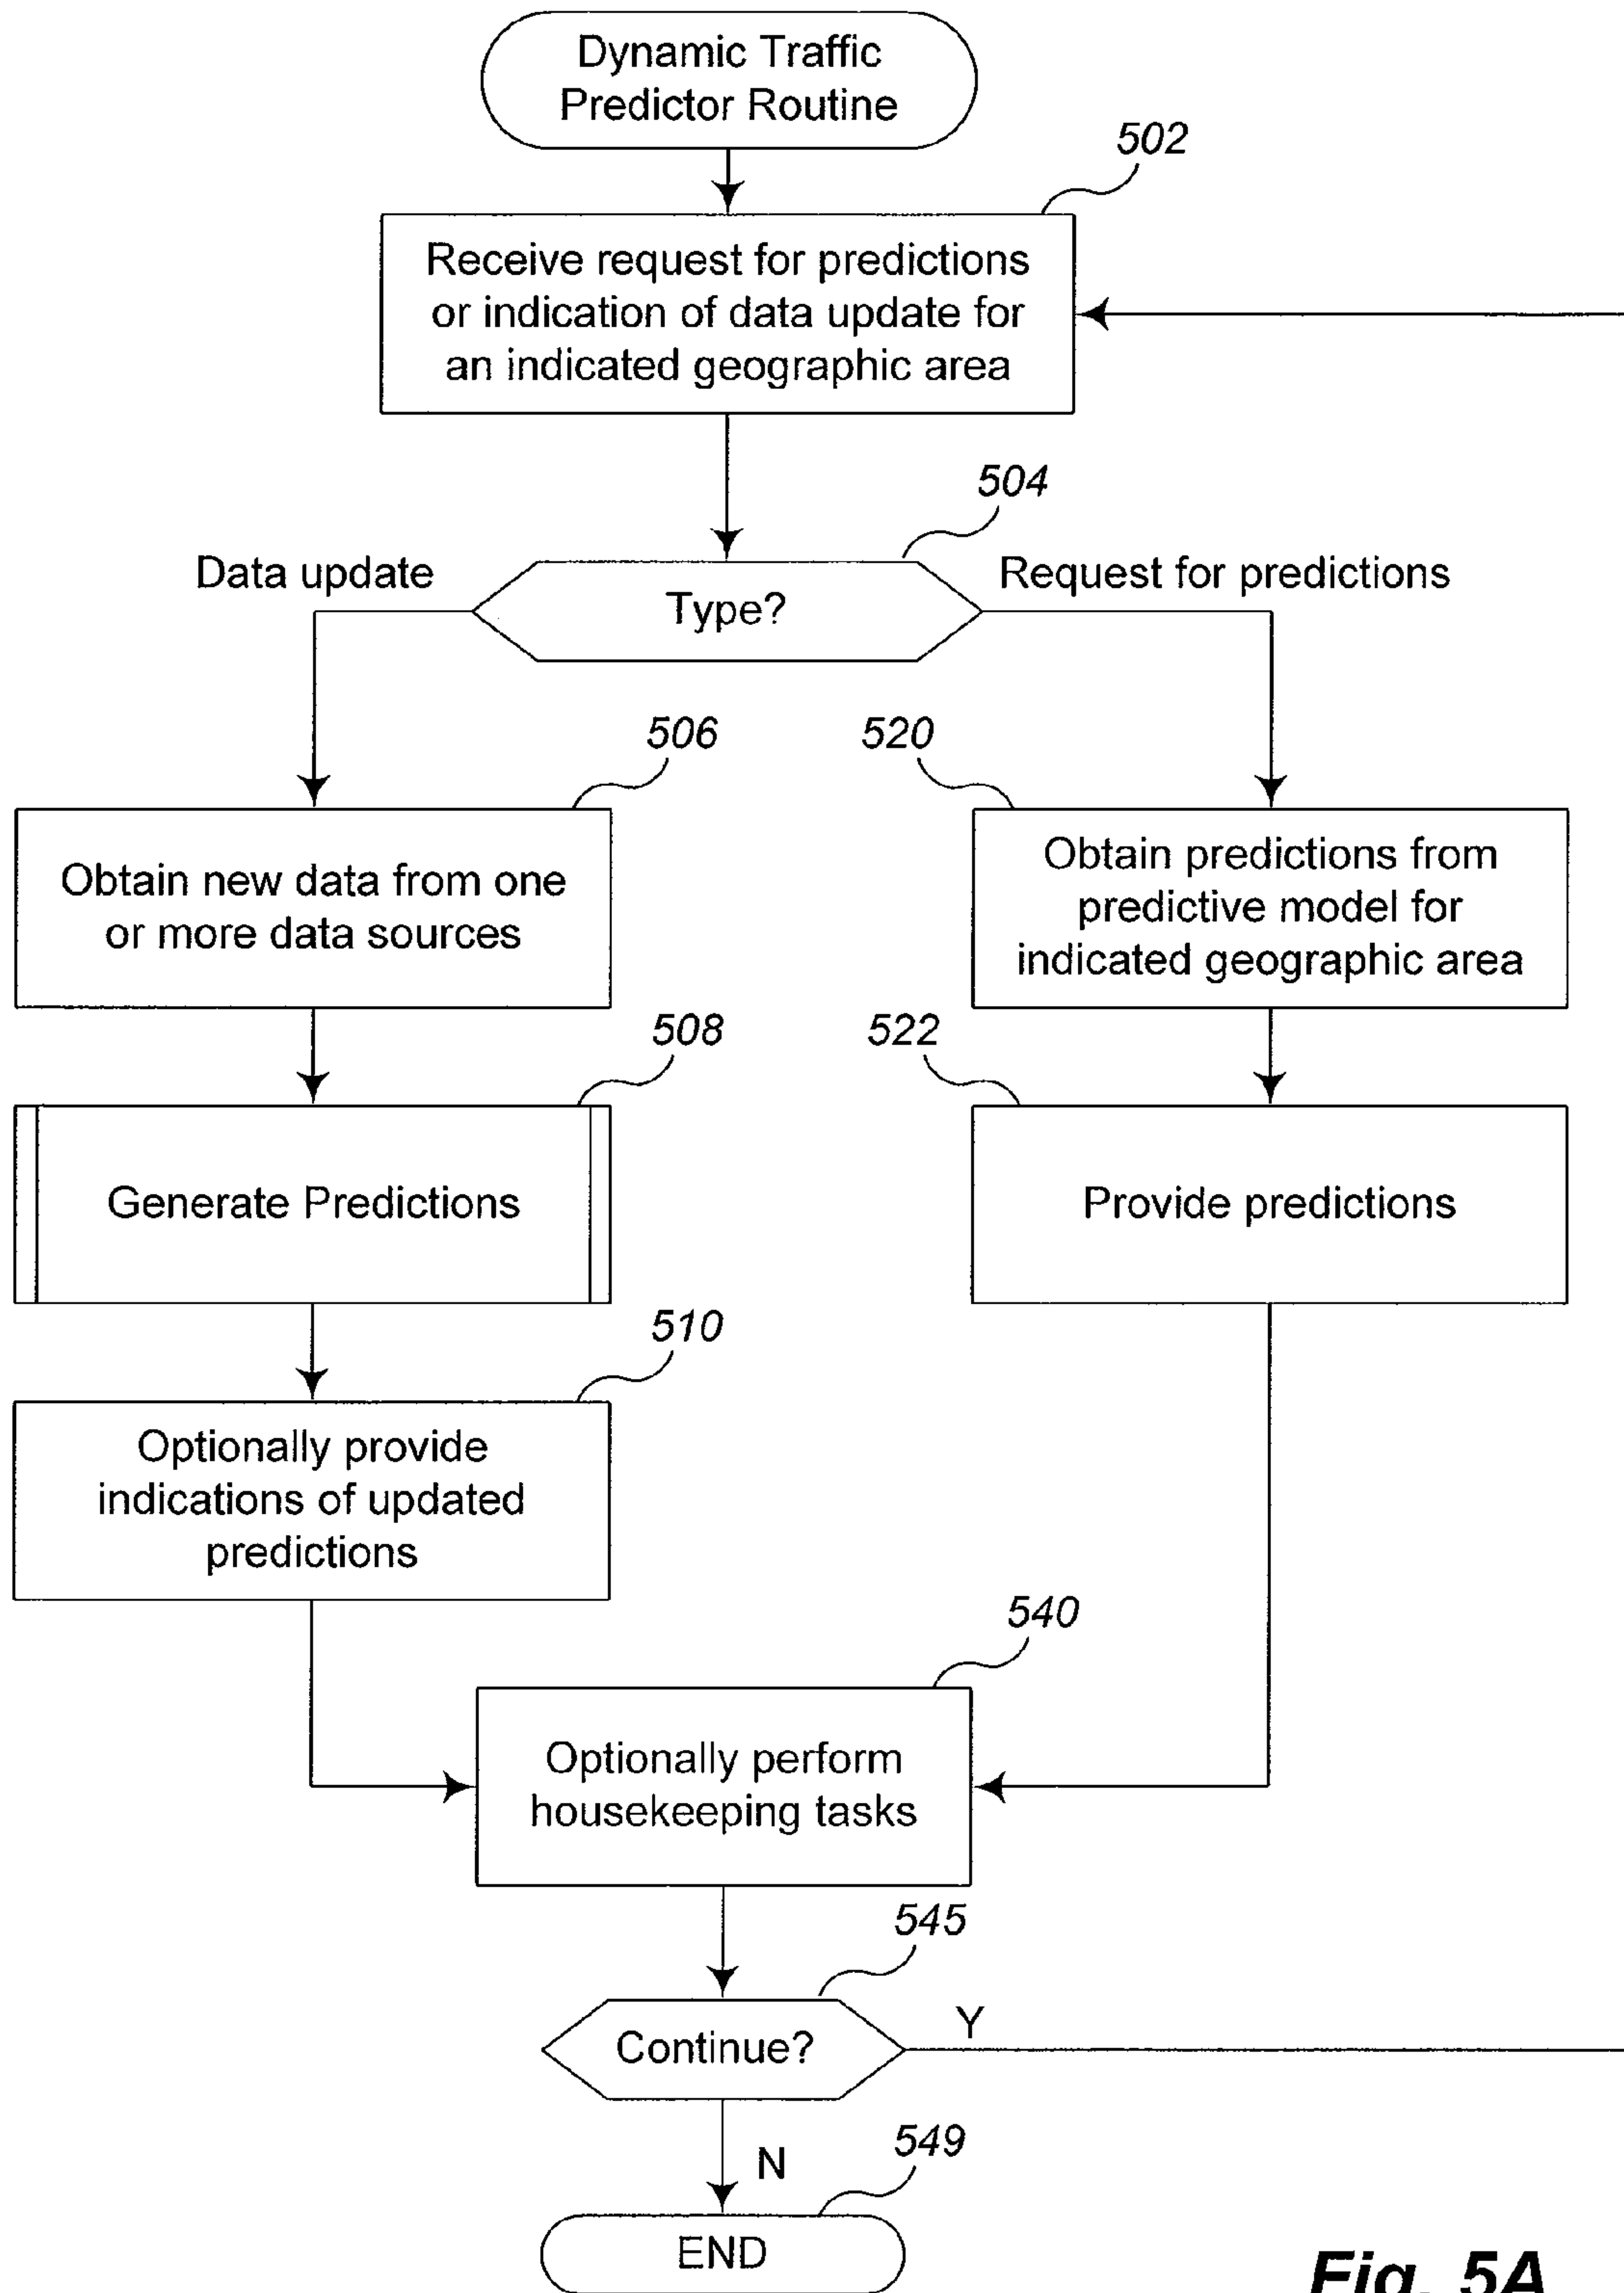 Dynamic Traffic
Predictor Routine
502
Receive request for predictions
or indication of data update for
an indicated geographic area
504
Data update
Type?
Request for predictions
506
520
Obtain new data from one
or more data sources
Obtain predictions from
predictive model for
indicated geographic area
508
522
Generate Predictions
Provide predictions
510
Optionally provide
indications of updated
predictions
540
Optionally perform
housekeeping tasks
545
Continue?
Y
N
549
END
Fig. 5A